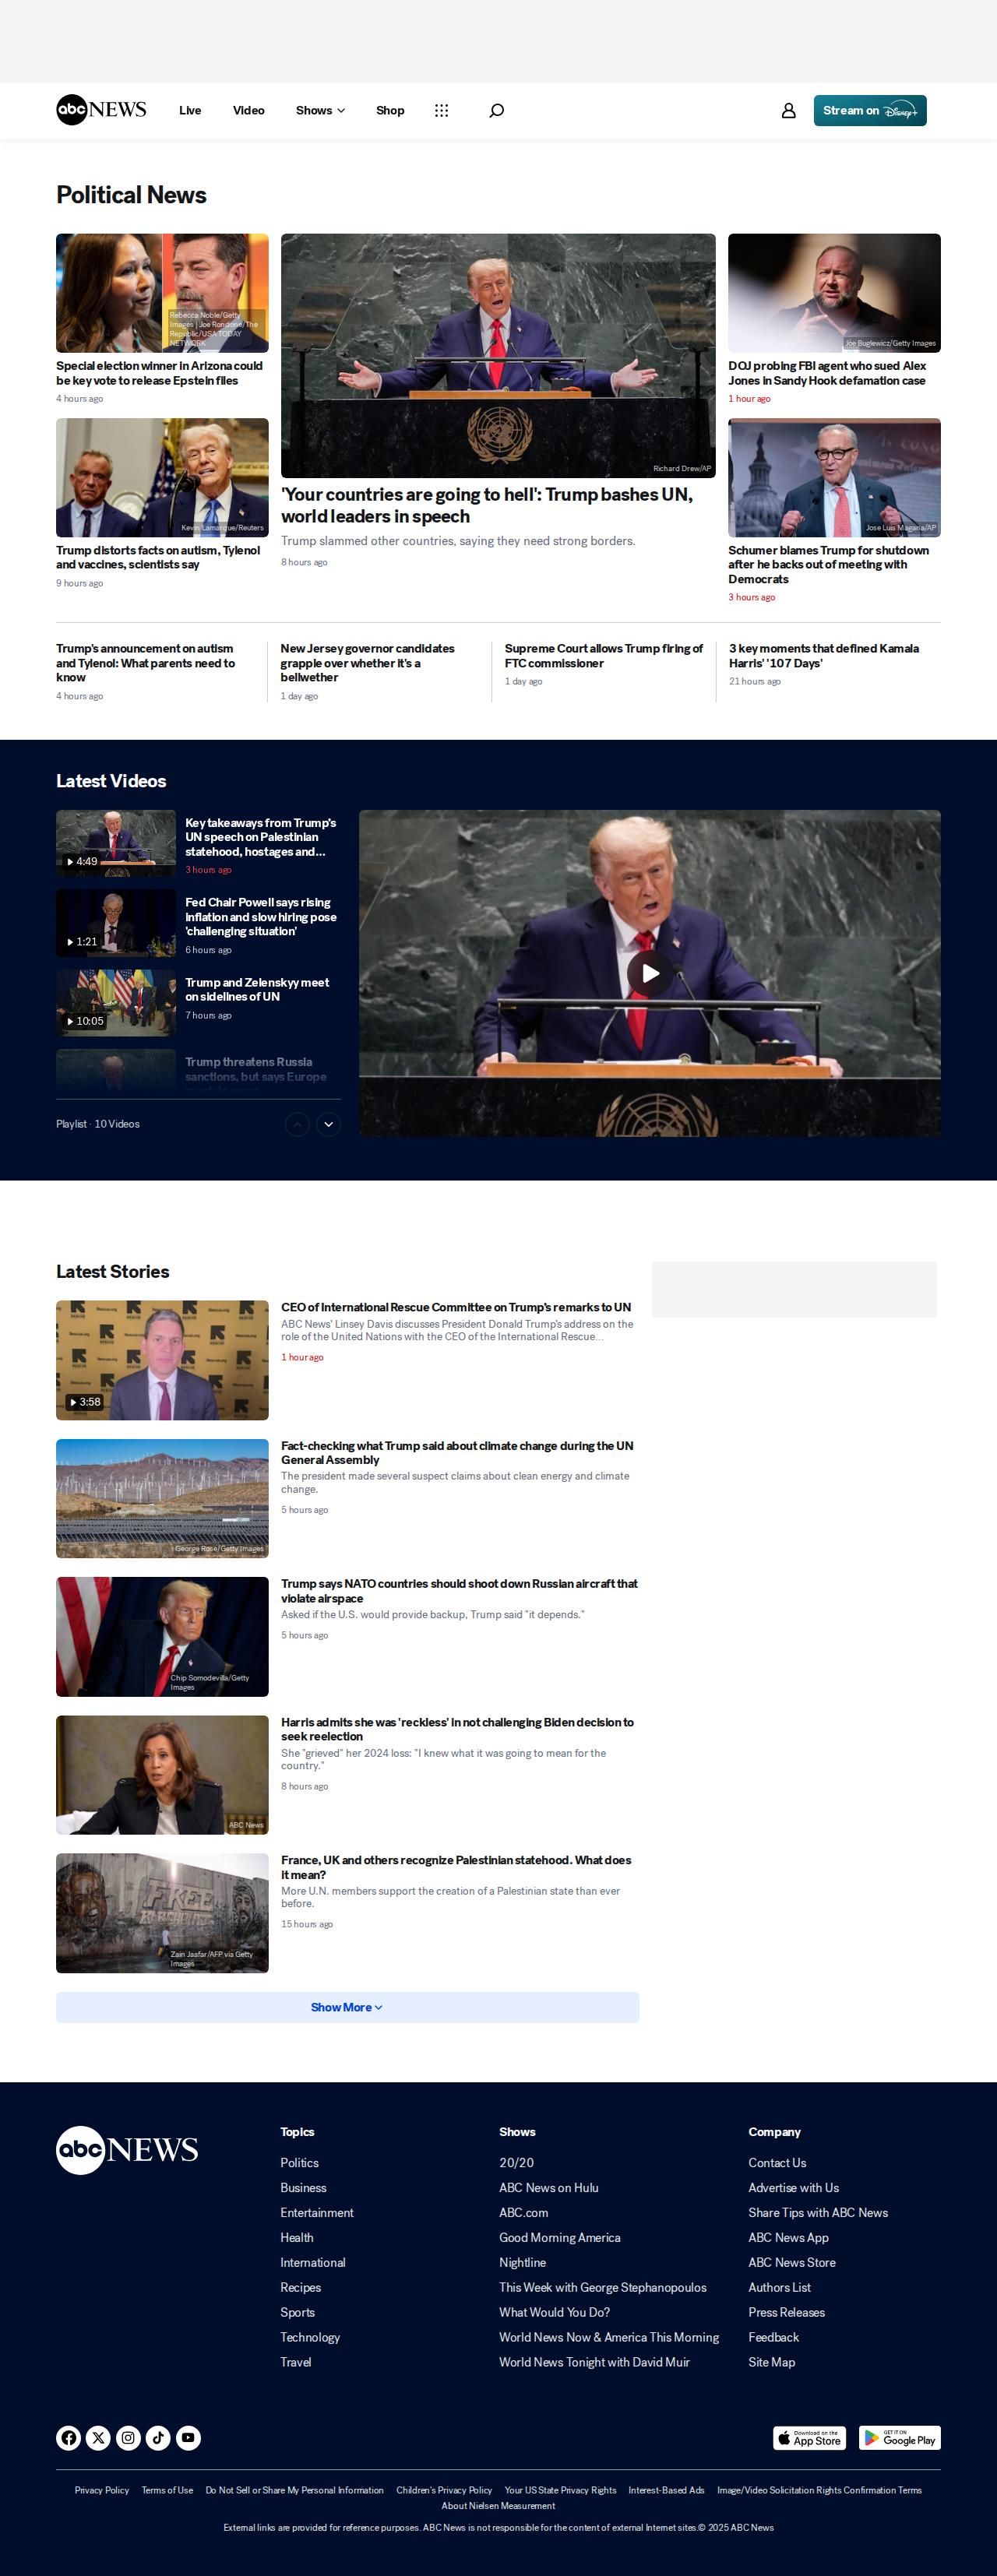 abc NEWS
Live
Video
Shows
Shop
Stream on Disney+
Political News
Rebecca Noble/Getty
Images | Joe Rondone/The
Republic/USA TODAY
NETWORK
Special election winner in Arizona could
be key vote to release Epstein files
4 hours ago
Kevin Lamarque/Reuters
Trump distorts facts on autism, Tylenol
and vaccines, scientists say
9 hours ago
Richard Drew/AP
'Your countries are going to hell': Trump bashes UN,
world leaders in speech
Trump slammed other countries, saying they need strong borders.
8 hours ago
Joe Buglewicz/Getty Images
DOJ probing FBI agent who sued Alex
Jones in Sandy Hook defamation case
1 hour ago
Jose Luis Magana/AP
Schumer blames Trump for shutdown
after he backs out of meeting with
Democrats
3 hours ago
Trump's announcement on autism
and Tylenol: What parents need to
know
4 hours ago
New Jersey governor candidates
grapple over whether it's a
bellwether
1 day ago
Supreme Court allows Trump firing of
FTC commissioner
1 day ago
3 key moments that defined Kamala
Harris' '107 Days'
21 hours ago
Latest Videos
4:49
Key takeaways from Trump's
UN speech on Palestinian
statehood, hostages and...
3 hours ago
1:21
Fed Chair Powell says rising
inflation and slow hiring pose
'challenging situation'
6 hours ago
10:05
Trump and Zelenskyy meet
on sidelines of UN
7 hours ago
Trump threatens Russia
sanctions, but says Europe
Playlist · 10 Videos
Latest Stories
3:58
CEO of International Rescue Committee on Trump's remarks to UN
ABC News' Linsey Davis discusses President Donald Trump's address on the
role of the United Nations with the CEO of the International Rescue...
1 hour ago
George Rose/Getty Images
Fact-checking what Trump said about climate change during the UN
General Assembly
The president made several suspect claims about clean energy and climate
change.
5 hours ago
Chip Somodevilla/Getty
Images
Trump says NATO countries should shoot down Russian aircraft that
violate airspace
Asked if the U.S. would provide backup, Trump said "it depends."
5 hours ago
ABC News
Harris admits she was 'reckless' in not challenging Biden decision to
seek reelection
She "grieved" her 2024 loss: "I knew what it was going to mean for the
country."
8 hours ago
FREE
Zain Jaafar/AFP via Getty
Images
France, UK and others recognize Palestinian statehood. What does
it mean?
More U.N. members support the creation of a Palestinian state than ever
before.
15 hours ago
Show More
abc NEWS
Topics
Politics
Business
Entertainment
Health
International
Recipes
Sports
Technology
Travel
Shows
20/20
ABC News on Hulu
ABC.com
Good Morning America
Nightline
This Week with George Stephanopoulos
What Would You Do?
World News Now & America This Morning
World News Tonight with David Muir
Company
Contact Us
Advertise with Us
Share Tips with ABC News
ABC News App
ABC News Store
Authors List
Press Releases
Feedback
Site Map
Download on the
App Store
GET IT ON
Google Play
Privacy Policy
Terms of Use
Do Not Sell or Share My Personal Information
Children's Privacy Policy
Your US State Privacy Rights
Interest-Based Ads
Image/Video Solicitation Rights Confirmation Terms
About Nielsen Measurement
External links are provided for reference purposes. ABC News is not responsible for the content of external Internet sites.© 2025 ABC News